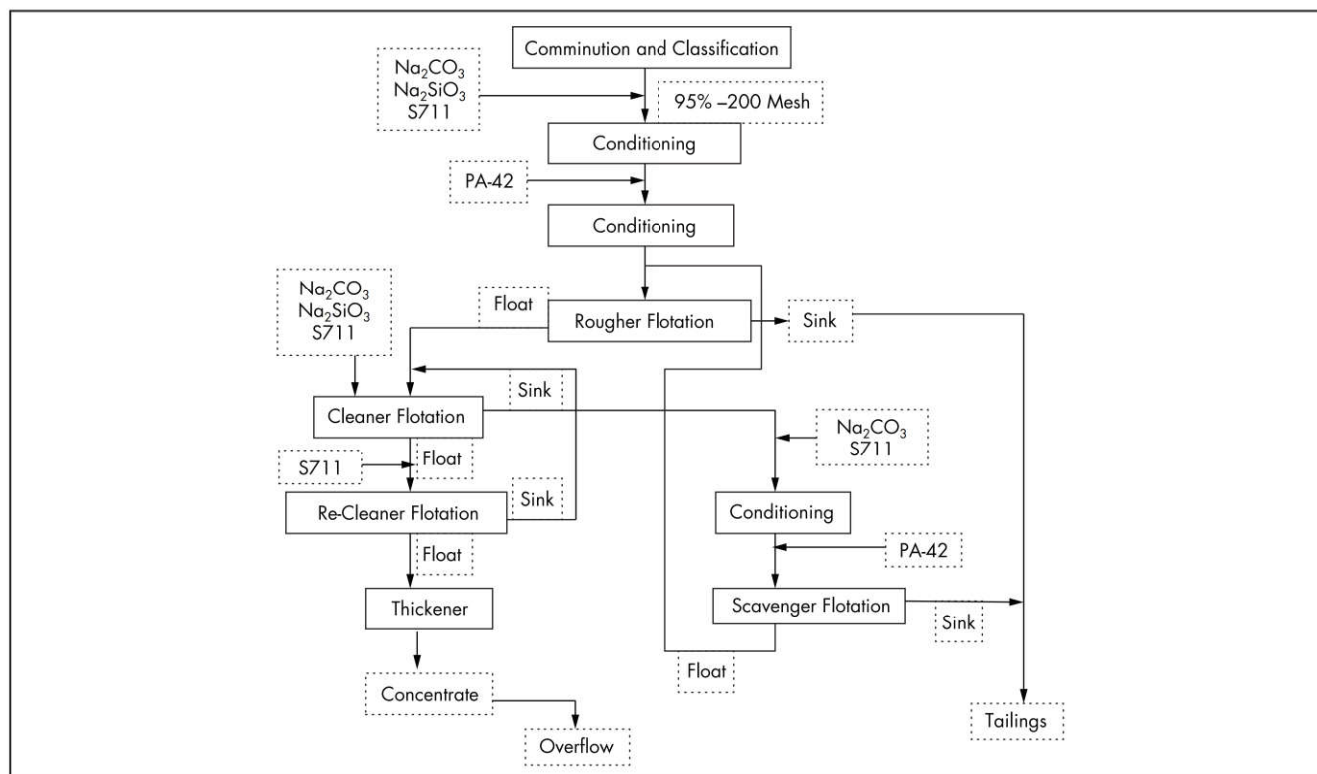 Comminution and Classification
Na₂CO₃
Na₂SiO₃
S711
95% –200 Mesh
Conditioning
PA-42
Conditioning
Na₂CO₃
Na₂SiO₃
S711
Float
Rougher Flotation
Sink
Sink
Cleaner Flotation
Na₂CO₃
S711
S711
Float
Re-Cleaner Flotation
Sink
Conditioning
Float
PA-42
Thickener
Scavenger Flotation
Sink
Float
Concentrate
Tailings
Overflow